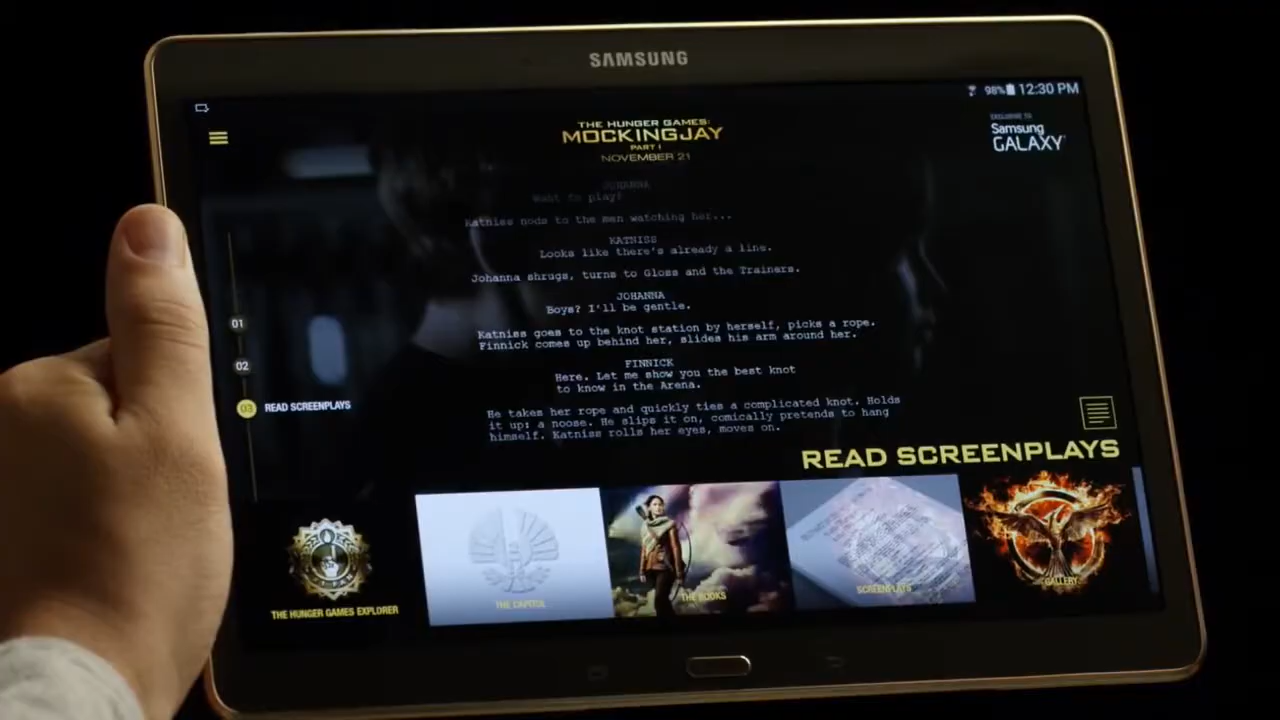 SAMSUNG
98% 12:30 PM
THE HUNGER GAMES:
MOCKINGJAY
PART 1
NOVEMBER 21
EXCLUSIVE TO
Samsung
GALAXY
JOHANNA
Want to play?
Katniss nods to the men watching her...
KATNISS
Looks like there's already a line.
Johanna shrugs, turns to Gloss and the Trainers.
JOHANNA
Boys? I'll be gentle.
Katniss goes to the knot station by herself, picks a rope.
Finnick comes up behind her, slides his arm around her.
FINNICK
Here. Let me show you the best knot
to know in the Arena.
He takes her rope and quickly ties a complicated knot. Holds
it up: a noose. He slips it on, comically pretends to hang
himself. Katniss rolls her eyes, moves on.
01
02
03 READ SCREENPLAYS
READ SCREENPLAYS
THE HUNGER GAMES EXPLORER
THE CAPITOL
THE BOOKS
SCREENPLAYS
GALLERY